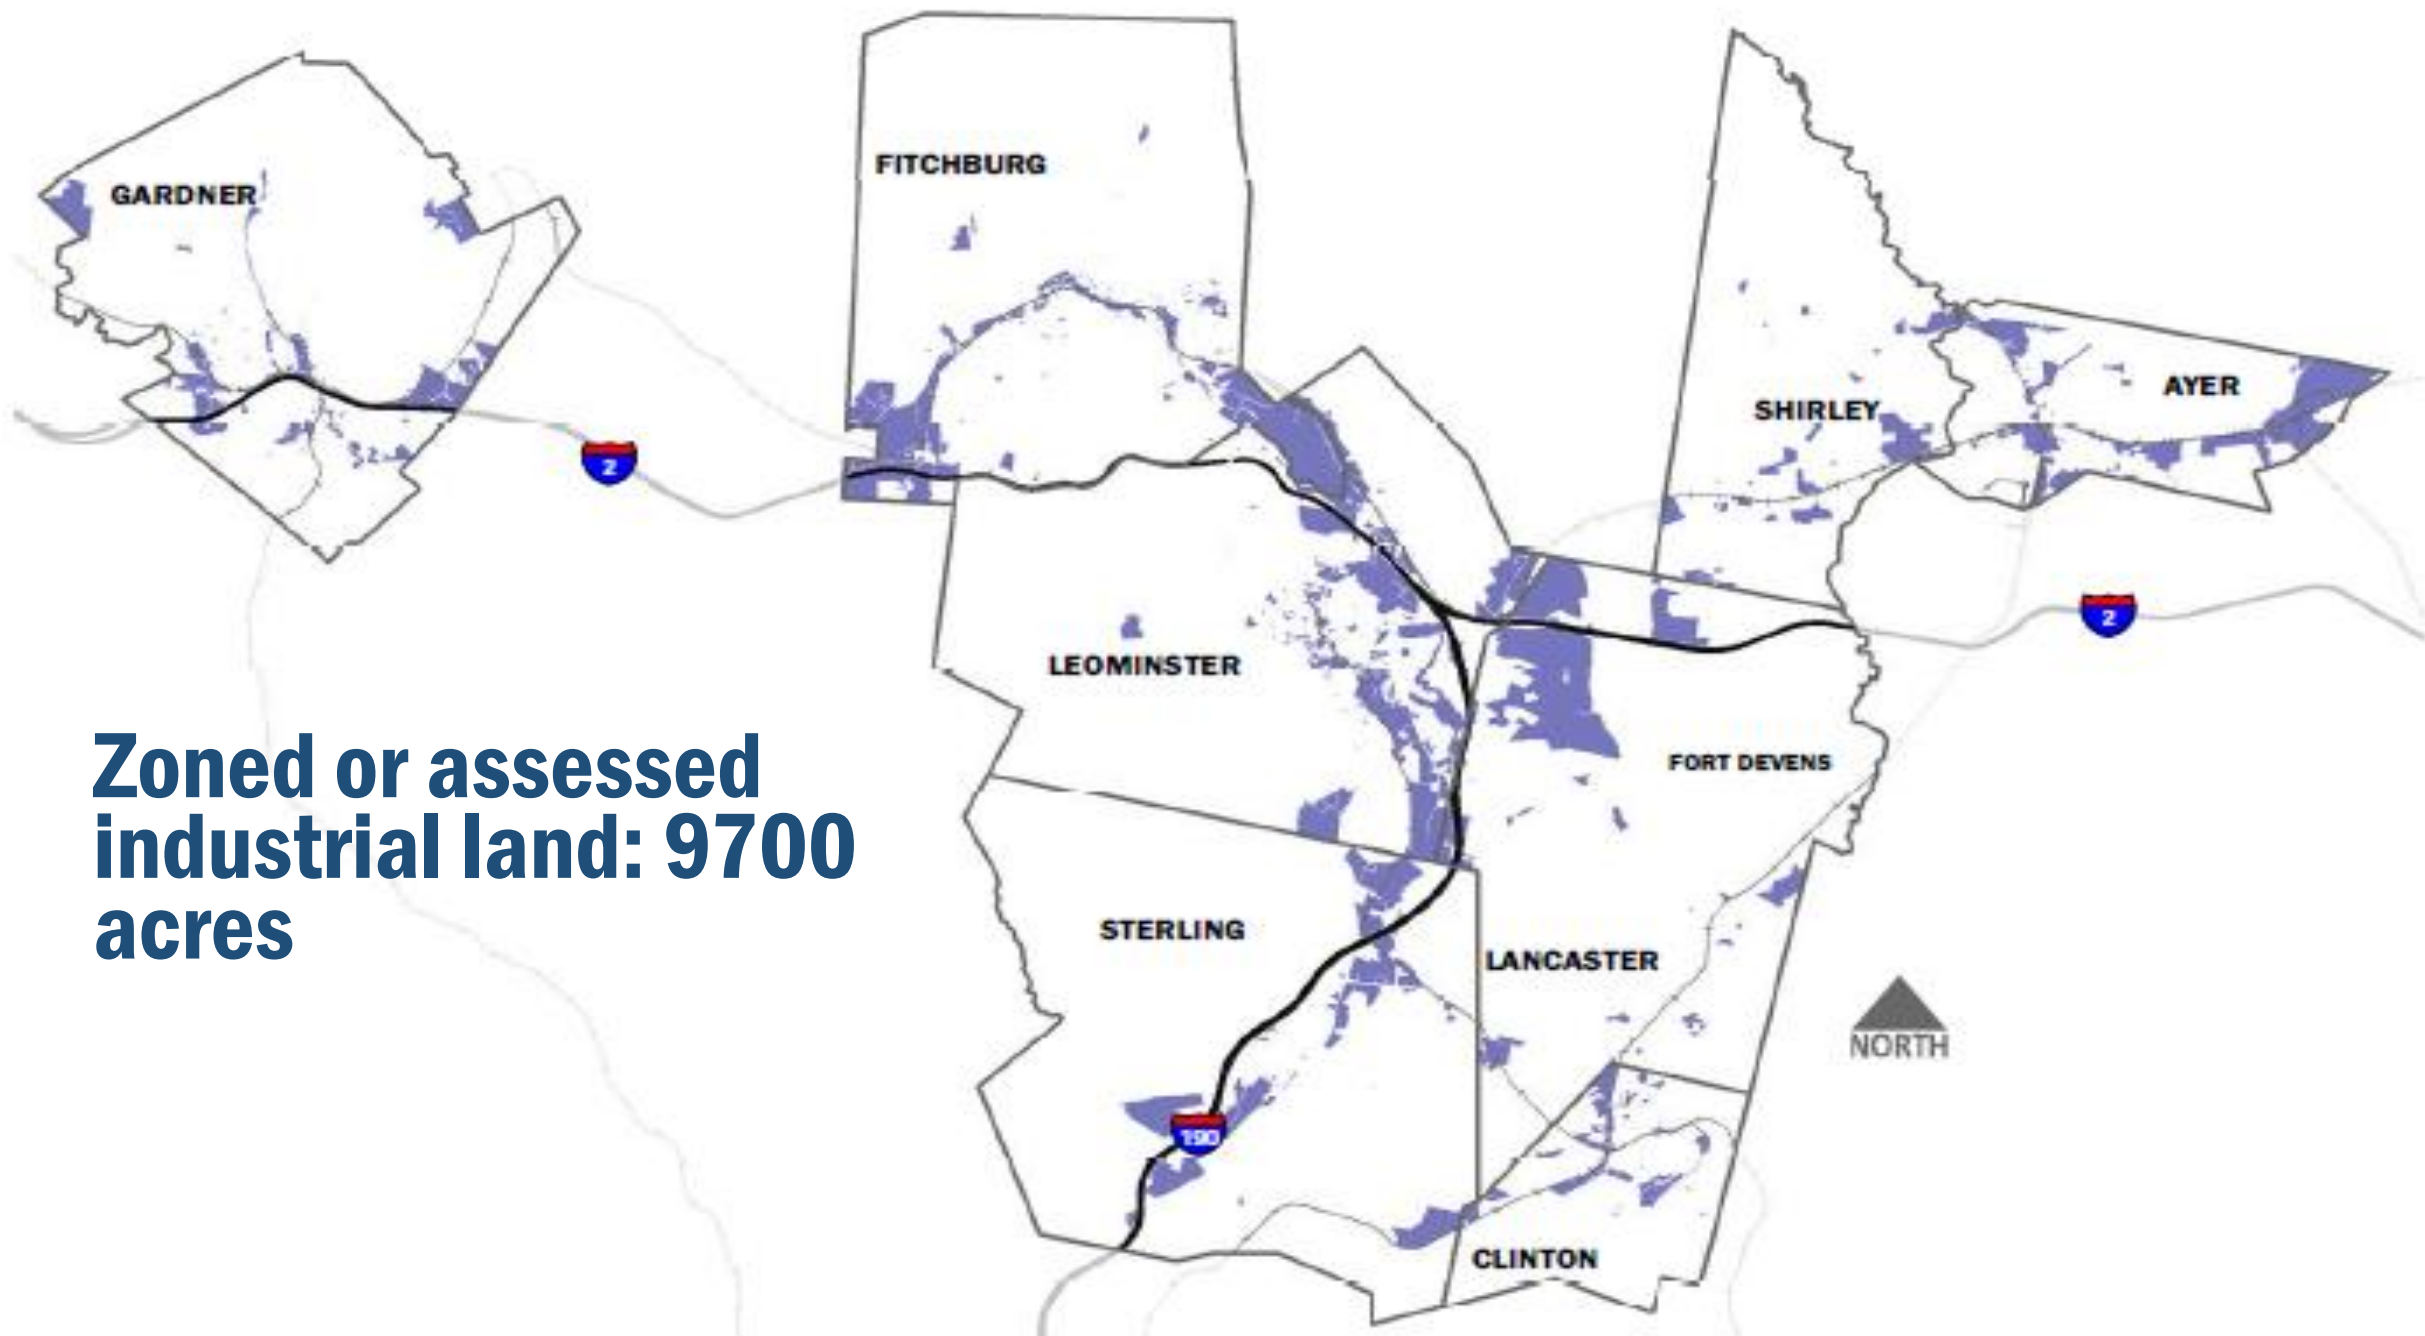 FITCHBURG
GARDNER
AYER
SHIRLEY
2
2
LEOMINSTER
Zoned or assessed
industrial land: 9700
acres
FORT DEVENS
STERLING
LANCASTER
NORTH
190
CLINTON